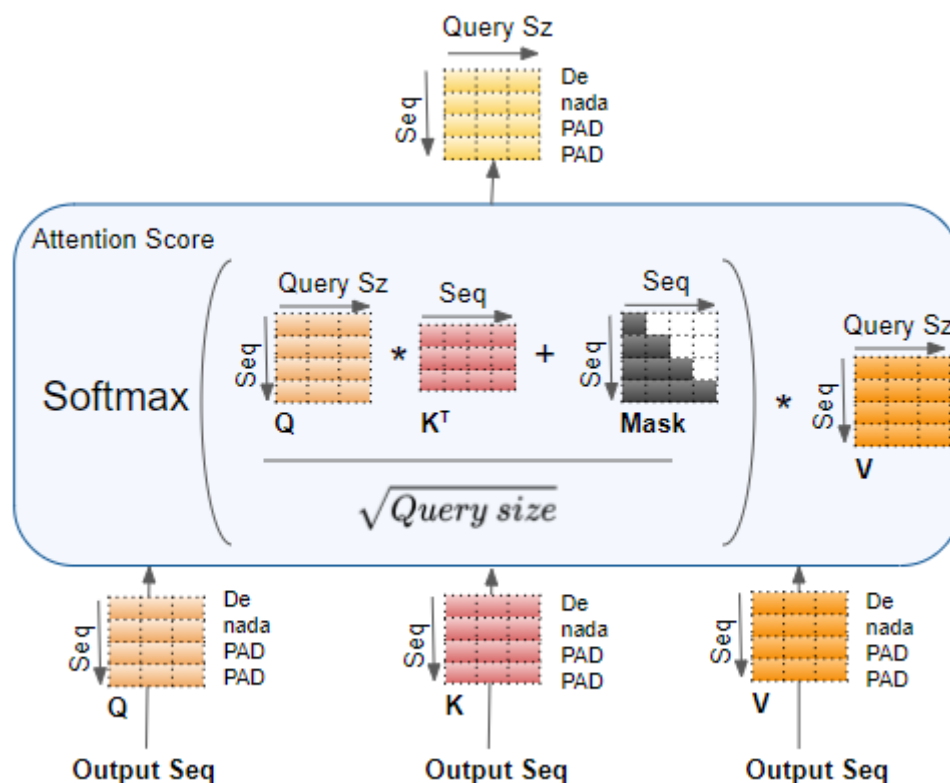 Query Sz
Seq
De
nada
PAD
PAD
Attention Score
Softmax
Query Sz
Seq
Q
*
Seq
Kᵀ
+
Seq
Seq
Mask
√Query size
*
Query Sz
Seq
V
Seq
De
nada
PAD
PAD
Q
Output Seq
Seq
De
nada
PAD
PAD
K
Output Seq
Seq
De
nada
PAD
PAD
V
Output Seq